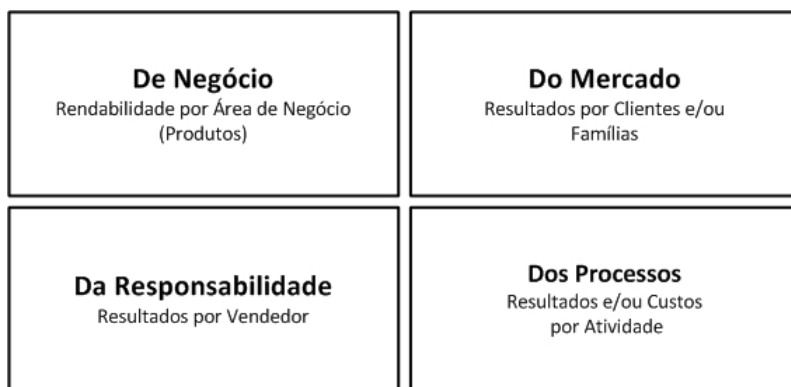 De Negócio
Rendabilidade por Área de Negócio
(Produtos)
Do Mercado
Resultados por Clientes e/ou
Famílias
Da Responsabilidade
Resultados por Vendedor
Dos Processos
Resultados e/ou Custos
por Atividade